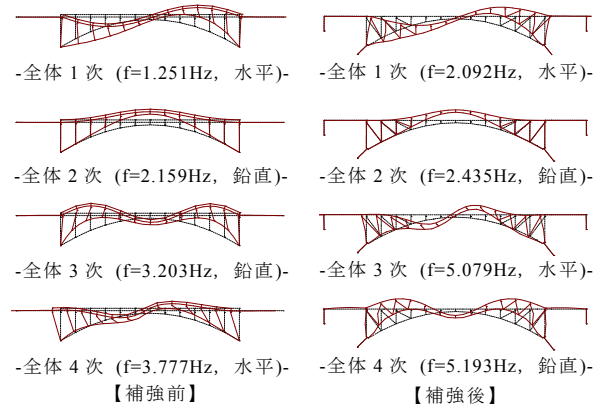 -全体 1 次 (f=1.251Hz, 水平)-
-全体 1 次 (f=2.092Hz, 水平)-
-全体 2 次 (f=2.159Hz, 鉛直)-
-全体 2 次 (f=2.435Hz, 鉛直)-
-全体 3 次 (f=3.203Hz, 鉛直)-
-全体 3 次 (f=5.079Hz, 水平)-
-全体 4 次 (f=3.777Hz, 水平)-
-全体 4 次 (f=5.193Hz, 鉛直)-
【補強前】
【補強後】